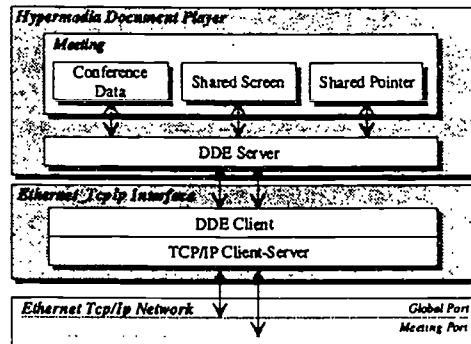 Hypermedia Document Player
Meeting
Conference
Data
Shared Screen
Shared Pointer
DDE Server
Ethernet Tcp/Ip Interface
DDE Client
TCP/IP Client-Server
Ethernet Tcp/Ip Network
Global Port
Meeting Port